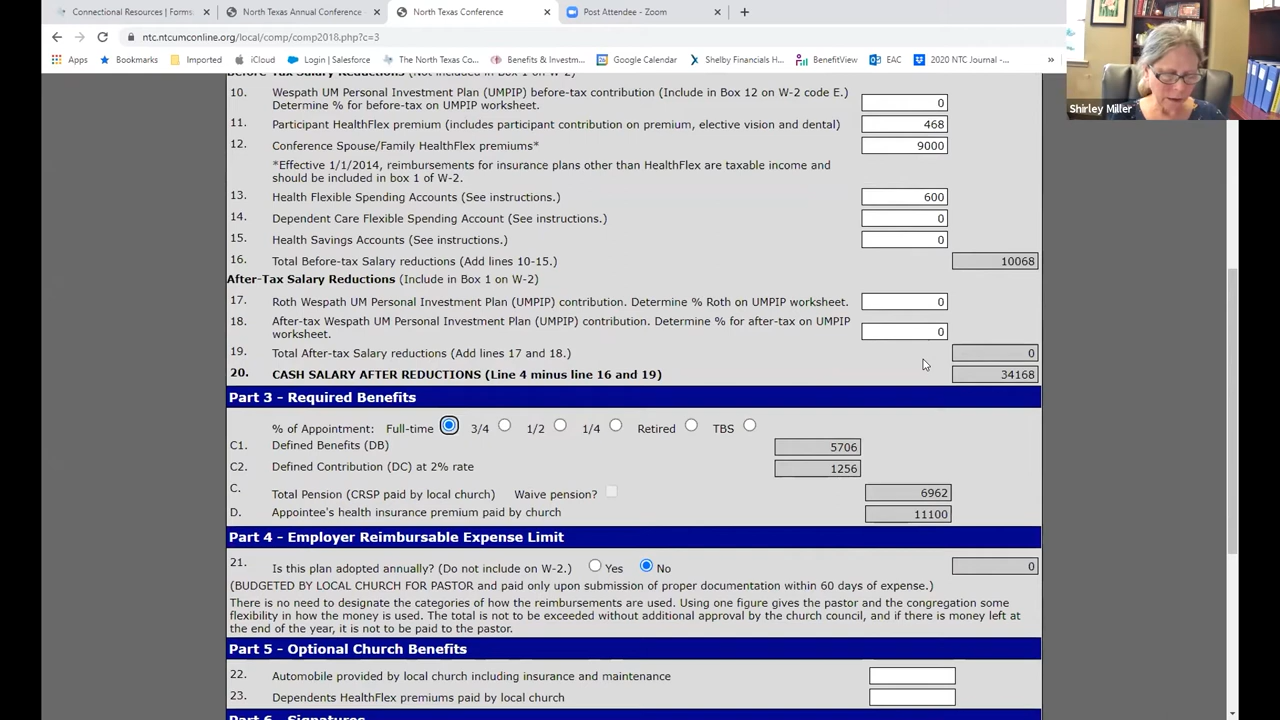 Connectional Resources | Forms
North Texas Annual Conference
North Texas Conference
Post Attendee - Zoom
ntc.ntcumconline.org/local/comp/comp2018.php?c=3
Apps
Bookmarks
Imported
iCloud
Login | Salesforce
The North Texas Co...
Benefits & Investme...
Google Calendar
Shelby Financials H...
BenefitView
EAC
2020 NTC Journal -...
Shirley Miller
Before-Tax Salary Reductions (Not included in Box 1 on W-2)
10. Wespath UM Personal Investment Plan (UMPIP) before-tax contribution (Include in Box 12 on W-2 code E.)
Determine % for before-tax on UMPIP worksheet. 0
11. Participant HealthFlex premium (includes participant contribution on premium, elective vision and dental) 468
12. Conference Spouse/Family HealthFlex premiums* 9000
*Effective 1/1/2014, reimbursements for insurance plans other than HealthFlex are taxable income and
should be included in box 1 of W-2.
13. Health Flexible Spending Accounts (See instructions.) 600
14. Dependent Care Flexible Spending Account (See instructions.) 0
15. Health Savings Accounts (See instructions.) 0
16. Total Before-tax Salary reductions (Add lines 10-15.) 10068
After-Tax Salary Reductions (Include in Box 1 on W-2)
17. Roth Wespath UM Personal Investment Plan (UMPIP) contribution. Determine % Roth on UMPIP worksheet. 0
18. After-tax Wespath UM Personal Investment Plan (UMPIP) contribution. Determine % for after-tax on UMPIP
worksheet. 0
19. Total After-tax Salary reductions (Add lines 17 and 18.) 0
20. CASH SALARY AFTER REDUCTIONS (Line 4 minus line 16 and 19) 34168
Part 3 - Required Benefits
% of Appointment: Full-time 3/4 1/2 1/4 Retired TBS
C1. Defined Benefits (DB) 5706
C2. Defined Contribution (DC) at 2% rate 1256
C. Total Pension (CRSP paid by local church) Waive pension? 6962
D. Appointee's health insurance premium paid by church 11100
Part 4 - Employer Reimbursable Expense Limit
21. Is this plan adopted annually? (Do not include on W-2.) Yes No 0
(BUDGETED BY LOCAL CHURCH FOR PASTOR and paid only upon submission of proper documentation within 60 days of expense.)
There is no need to designate the categories of how the reimbursements are used. Using one figure gives the pastor and the congregation some
flexibility in how the money is used. The total is not to be exceeded without additional approval by the church council, and if there is money left at
the end of the year, it is not to be paid to the pastor.
Part 5 - Optional Church Benefits
22. Automobile provided by local church including insurance and maintenance
23. Dependents HealthFlex premiums paid by local church
Part 6 - Signatures